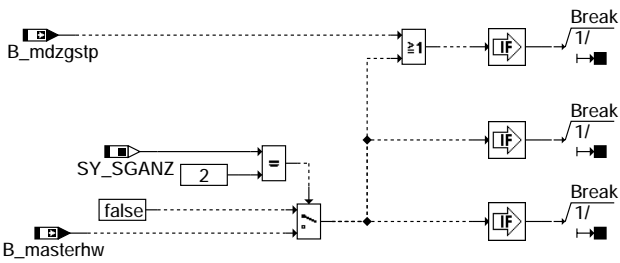 Break
1/
B_mdzgstp
≥1
IF
Break
1/
IF
SY_SGANZ
2
=
Break
1/
false
IF
B_masterhw